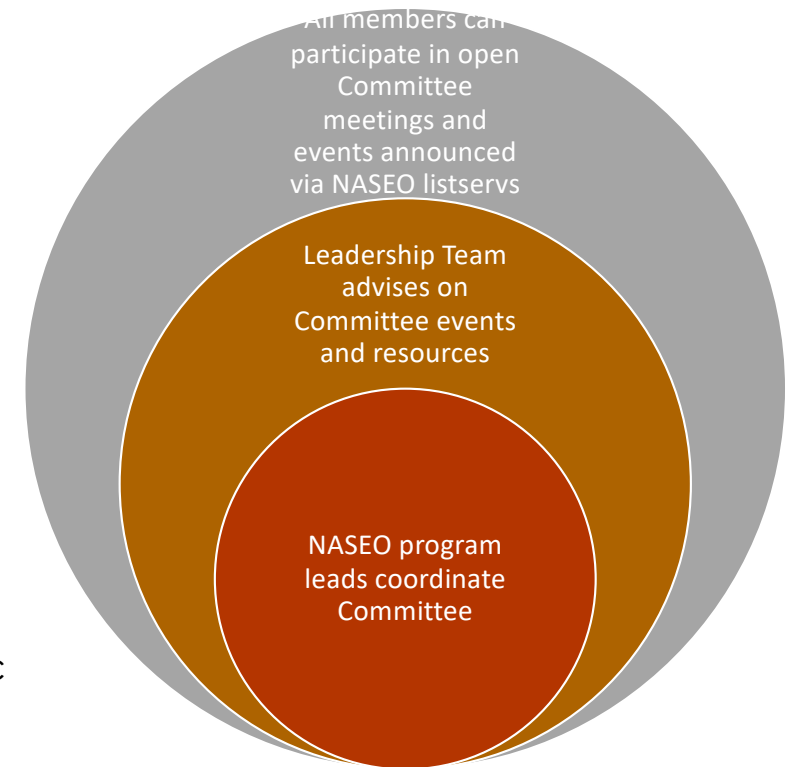 All members can
participate in open
Committee
meetings and
events announced
via NASEO listservs
Leadership Team
advises on
Committee events
and resources
NASEO program
leads coordinate
Committee